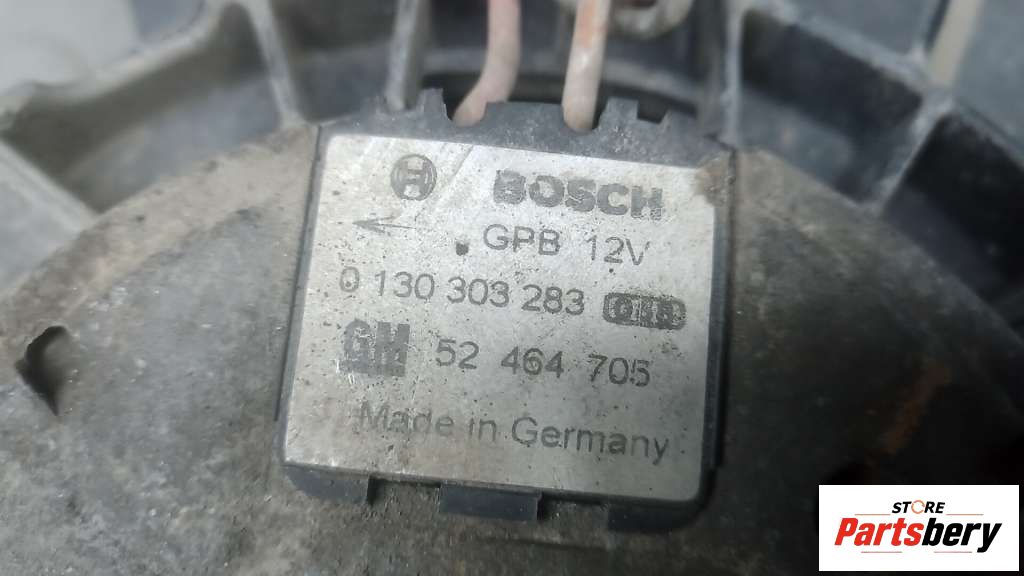 BOSCH
GPB 12V
0 130 303 283
GM 52 464 705
Made in Germany
STORE
Partsbery